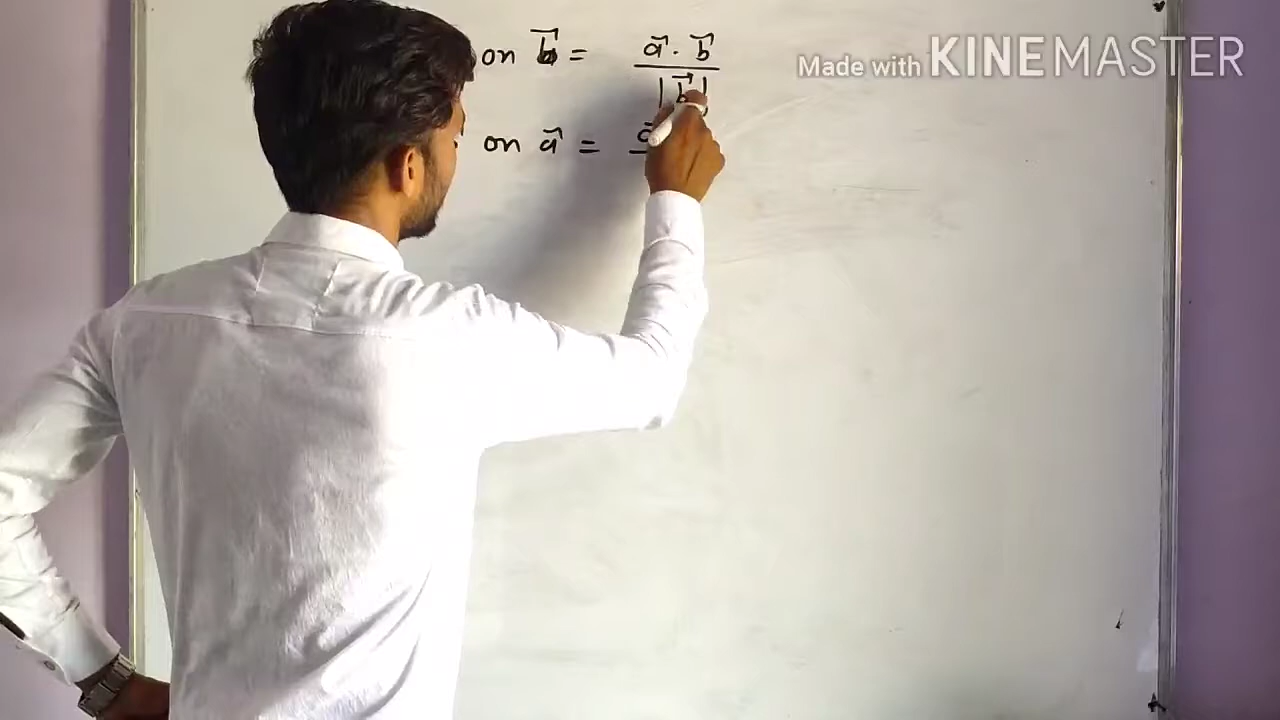 on b⃗ = a⃗ · b⃗ / |b⃗|
on a⃗ =
Made with KINEMASTER